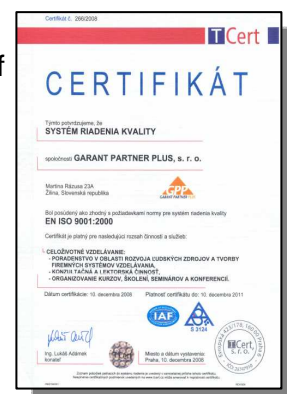 f
Certifikát č. 266/2008
TCert
CERTIFIKÁT
Týmto potvrdzujeme, že
SYSTÉM RIADENIA KVALITY
spoločnosti GARANT PARTNER PLUS, s. r. o.
Martina Rázusa 23A
Žilina, Slovenská republika
GPP
GARANT PARTNER
Bol posúdený ako zhodný s požiadavkami normy pre systém riadenia kvality
EN ISO 9001:2000
Certifikát je platný pre nasledujúci rozsah činností a služieb:
CELOŽIVOTNÉ VZDELÁVANIE:
- PORADENSTVO V OBLASTI ROZVOJA ĽUDSKÝCH ZDROJOV A TVORBY
FIREMNÝCH SYSTÉMOV VZDELÁVANIA,
- KONZULTAČNÁ A LEKTORSKÁ ČINNOSŤ,
- ORGANIZOVANIE KURZOV, ŠKOLENÍ, SEMINÁROV A KONFERENCIÍ.
Dátum certifikácie: 10. decembra 2008
Platnosť certifikátu do: 10. decembra 2011
IAF
S 3124
Ing. Lukáš Adámek
konateľ
Miesto a dátum vystavenia:
Praha, 10. decembra 2008
TCert
S. R. O.